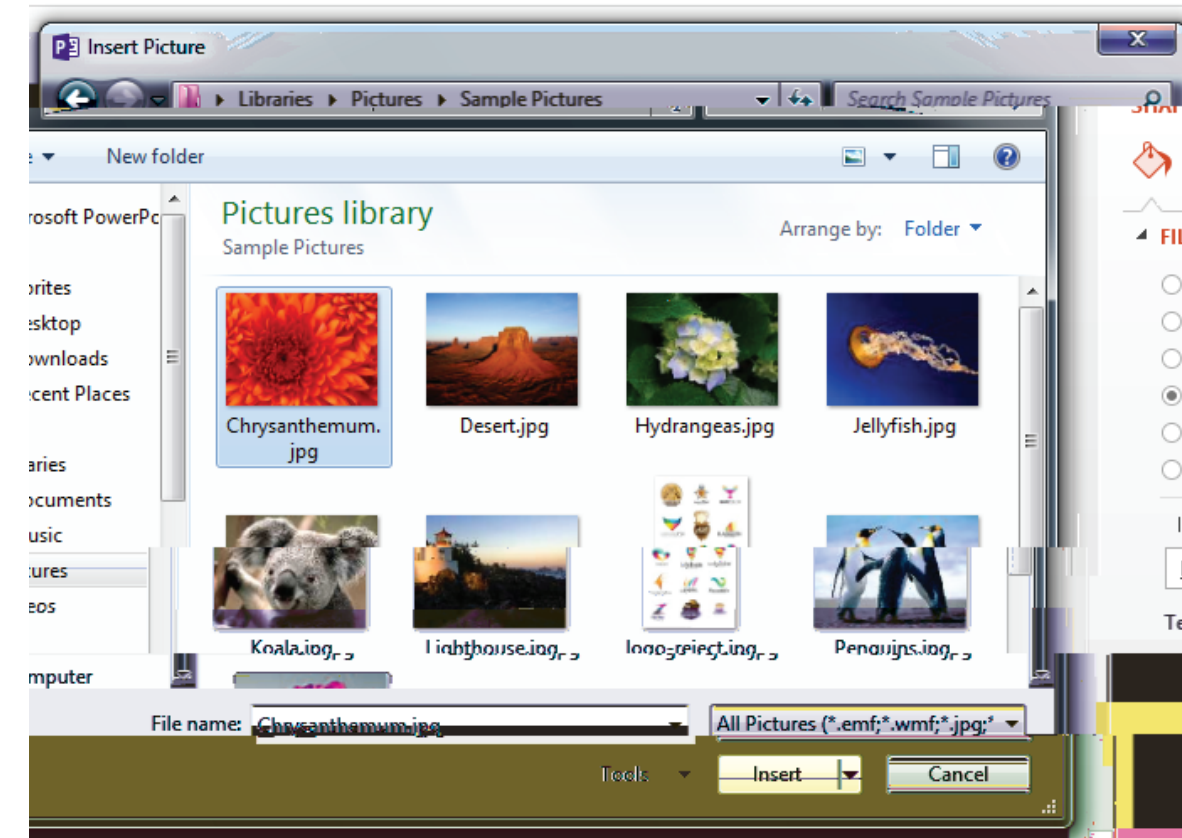 P Insert Picture
Libraries Pictures Sample Pictures Search Sample Pictures
e New folder
Pictures library
Sample Pictures
Arrange by: Folder
rosoft PowerPo
orites
esktop
ownloads
ecent Places
aries
ocuments
usic
tures
eos
mputer
FIL
Te
Chrysanthemum.
jpg
Desert.jpg
Hydrangeas.jpg
Jellyfish.jpg
Koala.jpg
Lighthouse.jpg
logo-reject.jpg
Penguins.jpg
File name: Chrysanthemum.jpg All Pictures (*.emf;*.wmf;*.jpg;*
Tools Insert Cancel